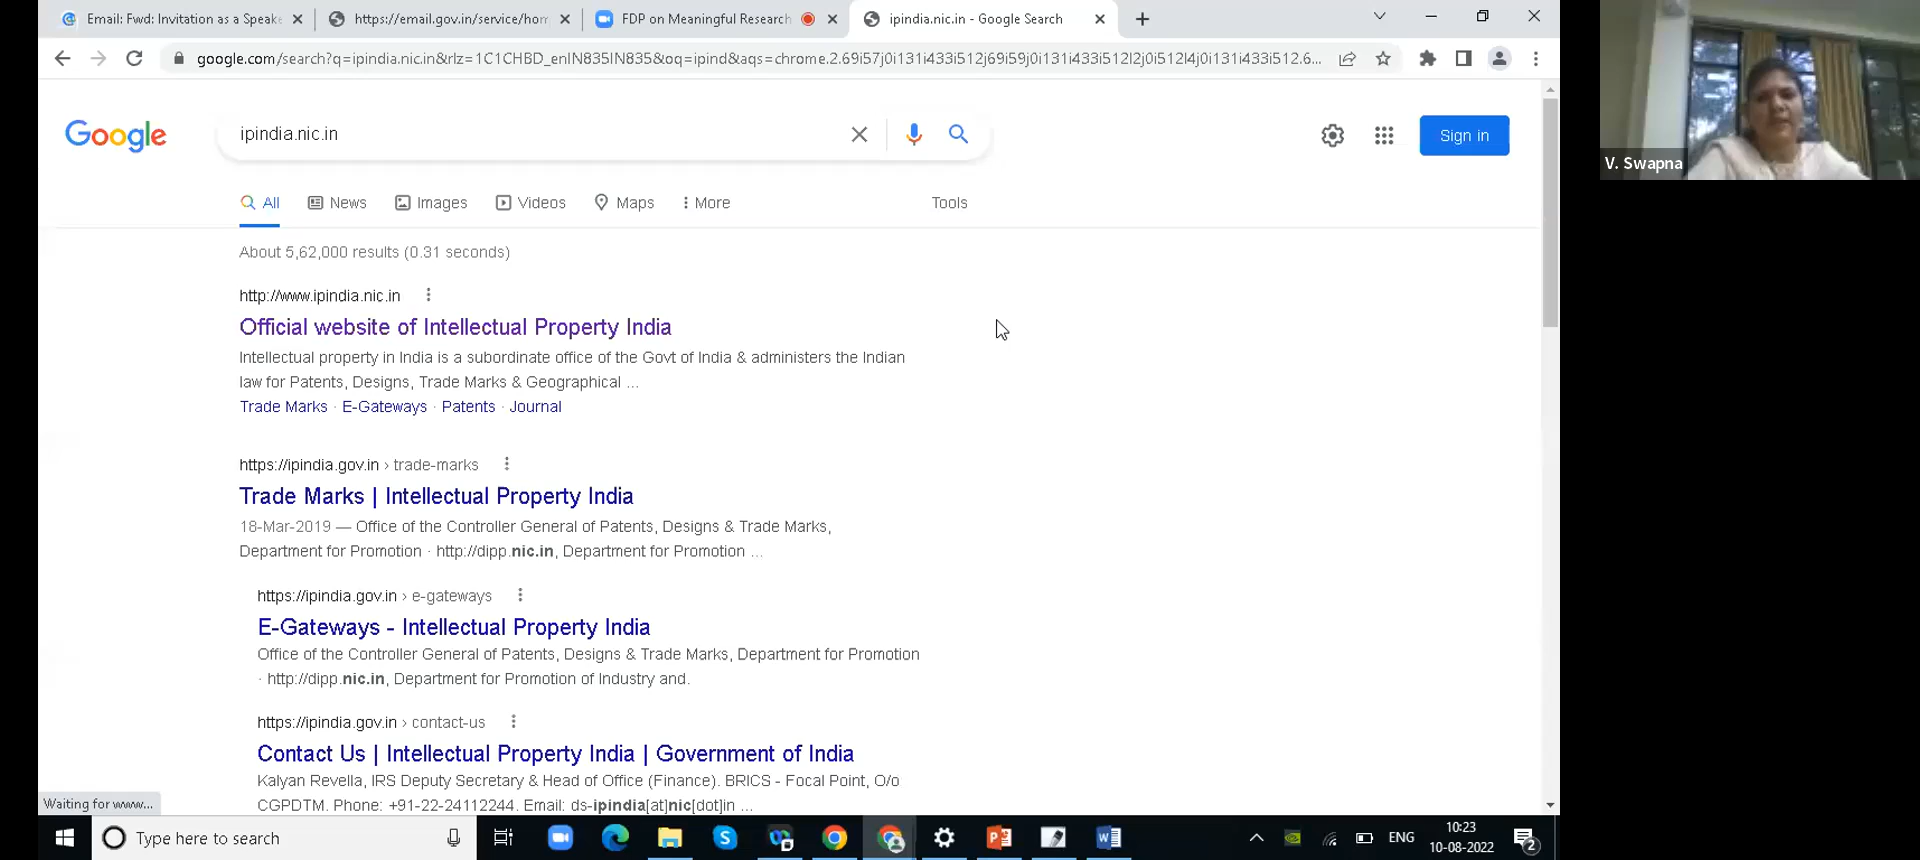 Email: Fwd: Invitation as a Speake
https://email.gov.in/service/hom
FDP on Meaningful Research
ipindia.nic.in - Google Search
google.com/search?q=ipindia.nic.in&rlz=1C1CHBD_enIN835IN835&oq=ipind&aqs=chrome.2.69i57j0i131i433i512j69i59j0i131i433i512l2j0i512l4j0i131i433i512.6...
V. Swapna
Google
ipindia.nic.in
Sign in
All News Images Videos Maps More Tools
About 5,62,000 results (0.31 seconds)
http://www.ipindia.nic.in
Official website of Intellectual Property India
Intellectual property in India is a subordinate office of the Govt of India & administers the Indian
law for Patents, Designs, Trade Marks & Geographical ...
Trade Marks · E-Gateways · Patents · Journal
https://ipindia.gov.in › trade-marks
Trade Marks | Intellectual Property India
18-Mar-2019 — Office of the Controller General of Patents, Designs & Trade Marks,
Department for Promotion · http://dipp.nic.in, Department for Promotion ...
https://ipindia.gov.in › e-gateways
E-Gateways - Intellectual Property India
Office of the Controller General of Patents, Designs & Trade Marks, Department for Promotion
· http://dipp.nic.in, Department for Promotion of Industry and.
https://ipindia.gov.in › contact-us
Contact Us | Intellectual Property India | Government of India
Kalyan Revella, IRS Deputy Secretary & Head of Office (Finance). BRICS - Focal Point, O/o
CGPDTM. Phone: +91-22-24112244. Email: ds-ipindia[at]nic[dot]in ...
Waiting for www...
Type here to search
ENG
10:23
10-08-2022
2